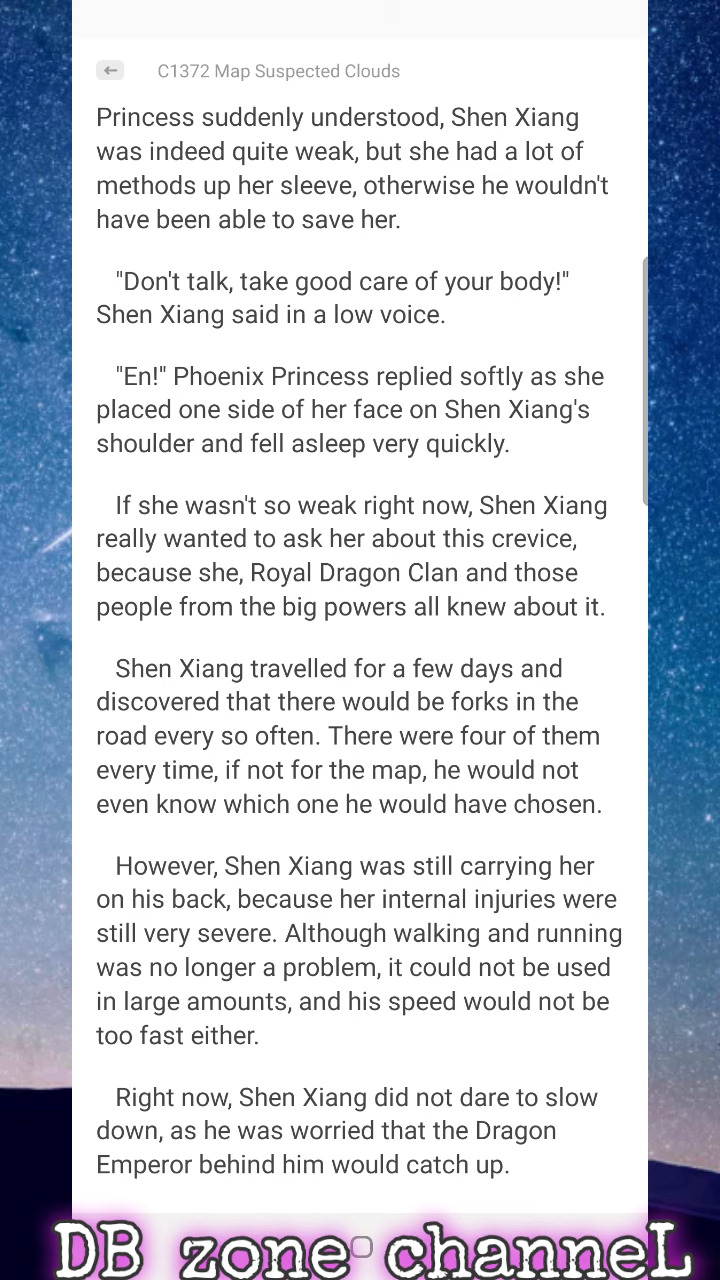 C1372 Map Suspected Clouds
Princess suddenly understood, Shen Xiang
was indeed quite weak, but she had a lot of
methods up her sleeve, otherwise he wouldn't
have been able to save her.
"Don't talk, take good care of your body!"
Shen Xiang said in a low voice.
"En!" Phoenix Princess replied softly as she
placed one side of her face on Shen Xiang's
shoulder and fell asleep very quickly.
If she wasn't so weak right now, Shen Xiang
really wanted to ask her about this crevice,
because she, Royal Dragon Clan and those
people from the big powers all knew about it.
Shen Xiang travelled for a few days and
discovered that there would be forks in the
road every so often. There were four of them
every time, if not for the map, he would not
even know which one he would have chosen.
However, Shen Xiang was still carrying her
on his back, because her internal injuries were
still very severe. Although walking and running
was no longer a problem, it could not be used
in large amounts, and his speed would not be
too fast either.
Right now, Shen Xiang did not dare to slow
down, as he was worried that the Dragon
Emperor behind him would catch up.
DB zone channeL